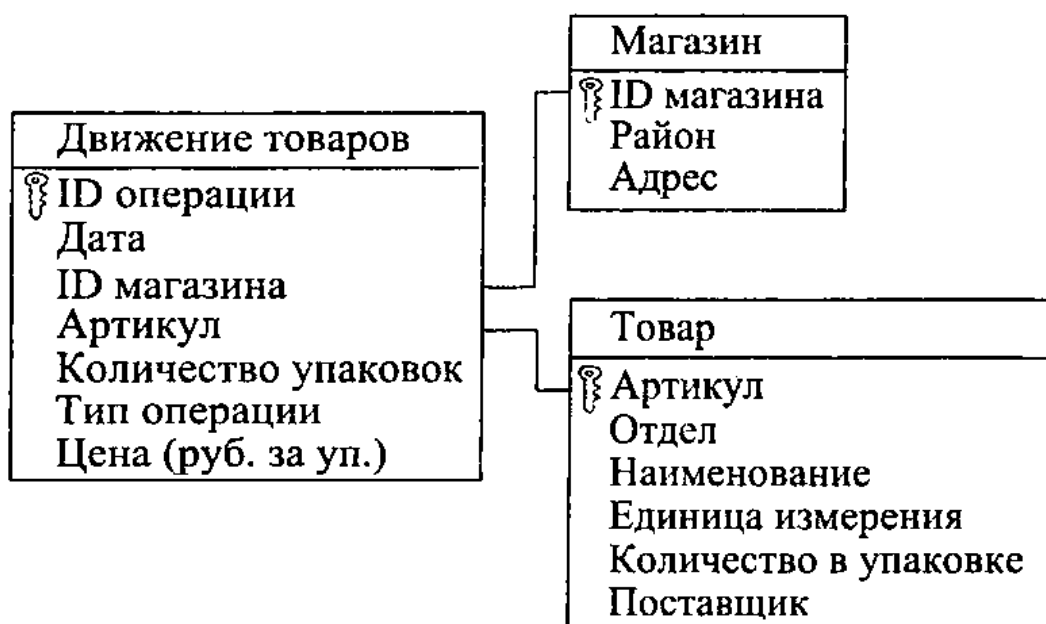 Магазин
ID магазина
Район
Адрес
Движение товаров
ID операции
Дата
ID магазина
Артикул
Количество упаковок
Тип операции
Цена (руб. за уп.)
Товар
Артикул
Отдел
Наименование
Единица измерения
Количество в упаковке
Поставщик